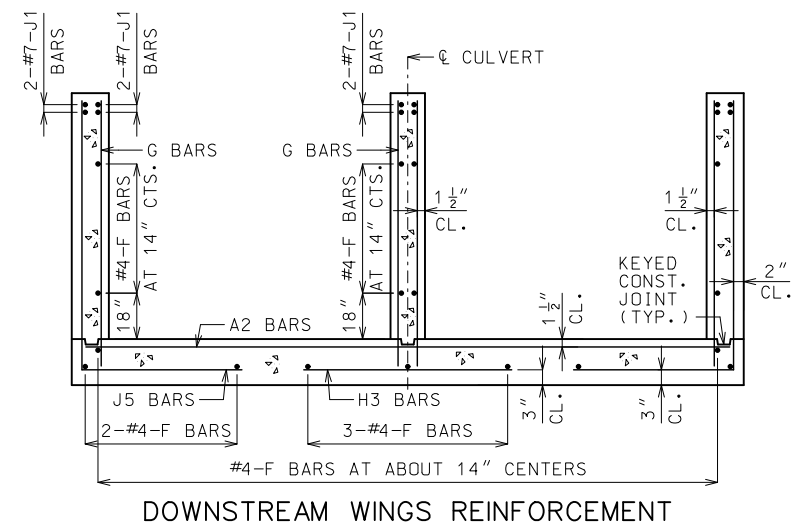 2-#7-J1
BARS
2-#7-J1
BARS
2-#7-J1
BARS
℄ CULVERT
G BARS
G BARS
#4-F BARS
AT 14" CTS.
#4-F BARS
AT 14" CTS.
1 1/2"
CL.
1 1/2"
CL.
KEYED
CONST.
JOINT
(TYP.)
2"
CL.
18"
18"
A2 BARS
1 1/2"
CL.
J5 BARS
H3 BARS
3"
CL.
3"
CL.
2-#4-F BARS
3-#4-F BARS
#4-F BARS AT ABOUT 14" CENTERS
DOWNSTREAM WINGS REINFORCEMENT